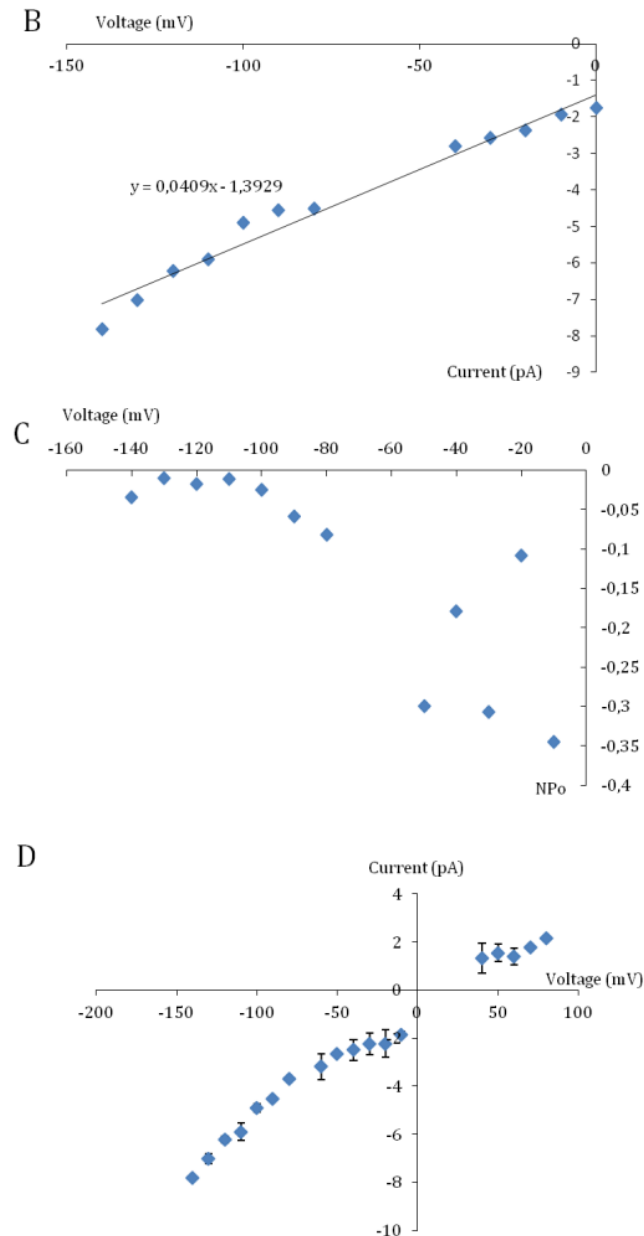 B
Voltage (mV)
-150 -100 -50 0
-1
-2
-3
y = 0,0409x - 1,3929
-4
-5
-6
-7
-8
Current (pA) -9
Voltage (mV)
C
-160 -140 -120 -100 -80 -60 -40 -20 0
0
-0,05
-0,1
-0,15
-0,2
-0,25
-0,3
-0,35
NPo -0,4
D
Current (pA)
4
2
Voltage (mV)
0
-200 -150 -100 -50 0 50 100
-2
-4
-6
-8
-10